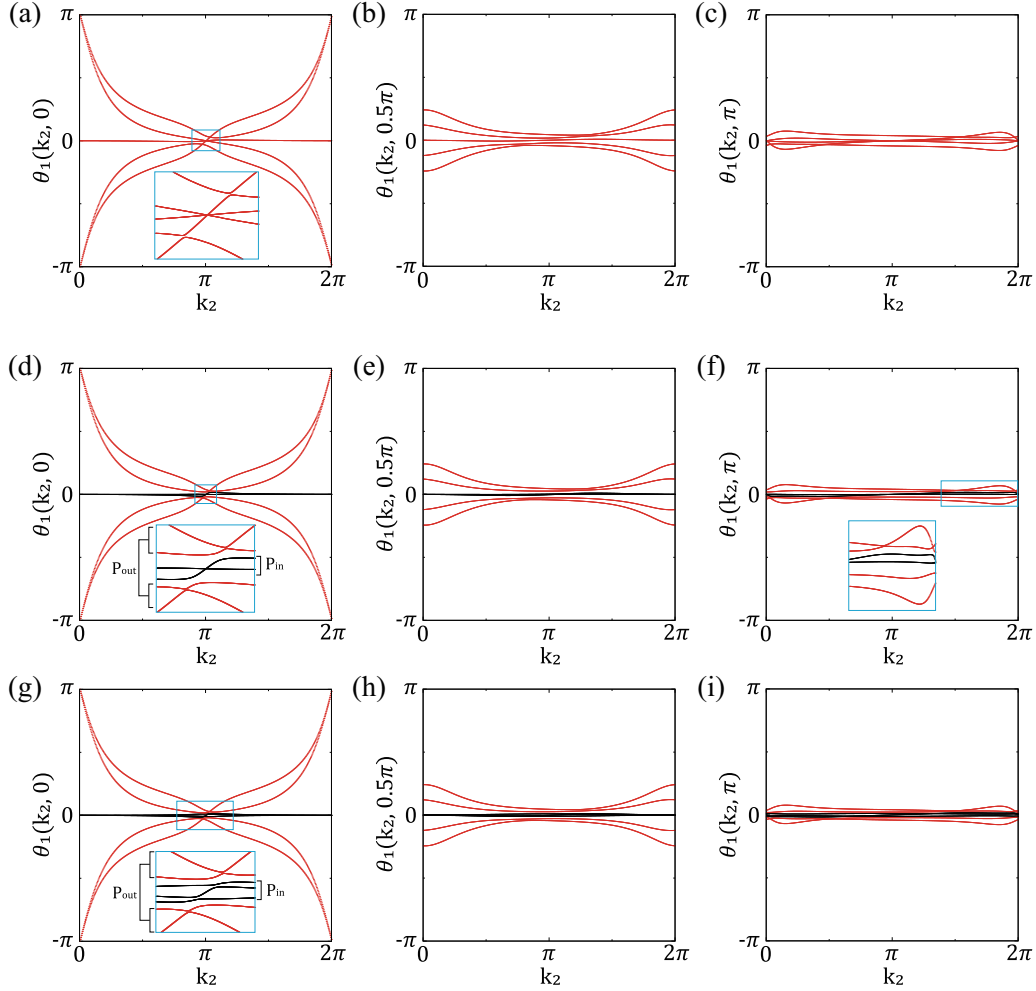 (a)
π
0
-π
θ₁(k₂, 0)
0
π
2π
k₂
(b)
π
0
-π
θ₁(k₂, 0.5π)
0
π
2π
k₂
(c)
π
0
-π
θ₁(k₂, π)
0
π
2π
k₂
(d)
π
0
-π
θ₁(k₂, 0)
Pout
Pin
0
π
2π
k₂
(e)
π
0
-π
θ₁(k₂, 0.5π)
0
π
2π
k₂
(f)
π
0
-π
θ₁(k₂, π)
0
π
2π
k₂
(g)
π
0
-π
θ₁(k₂, 0)
Pout
Pin
0
π
2π
k₂
(h)
π
0
-π
θ₁(k₂, 0.5π)
0
π
2π
k₂
(i)
π
0
-π
θ₁(k₂, π)
0
π
2π
k₂